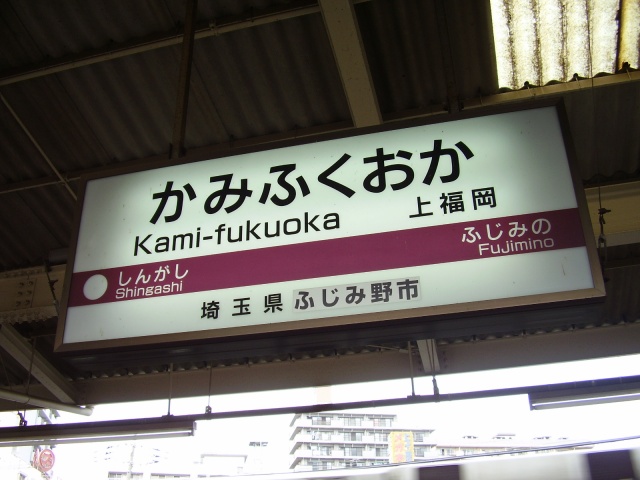 かみふくおか
Kami-fukuoka 上福岡
しんがし ふじみの
Shingashi Fujimino
埼玉県 ふじみ野市